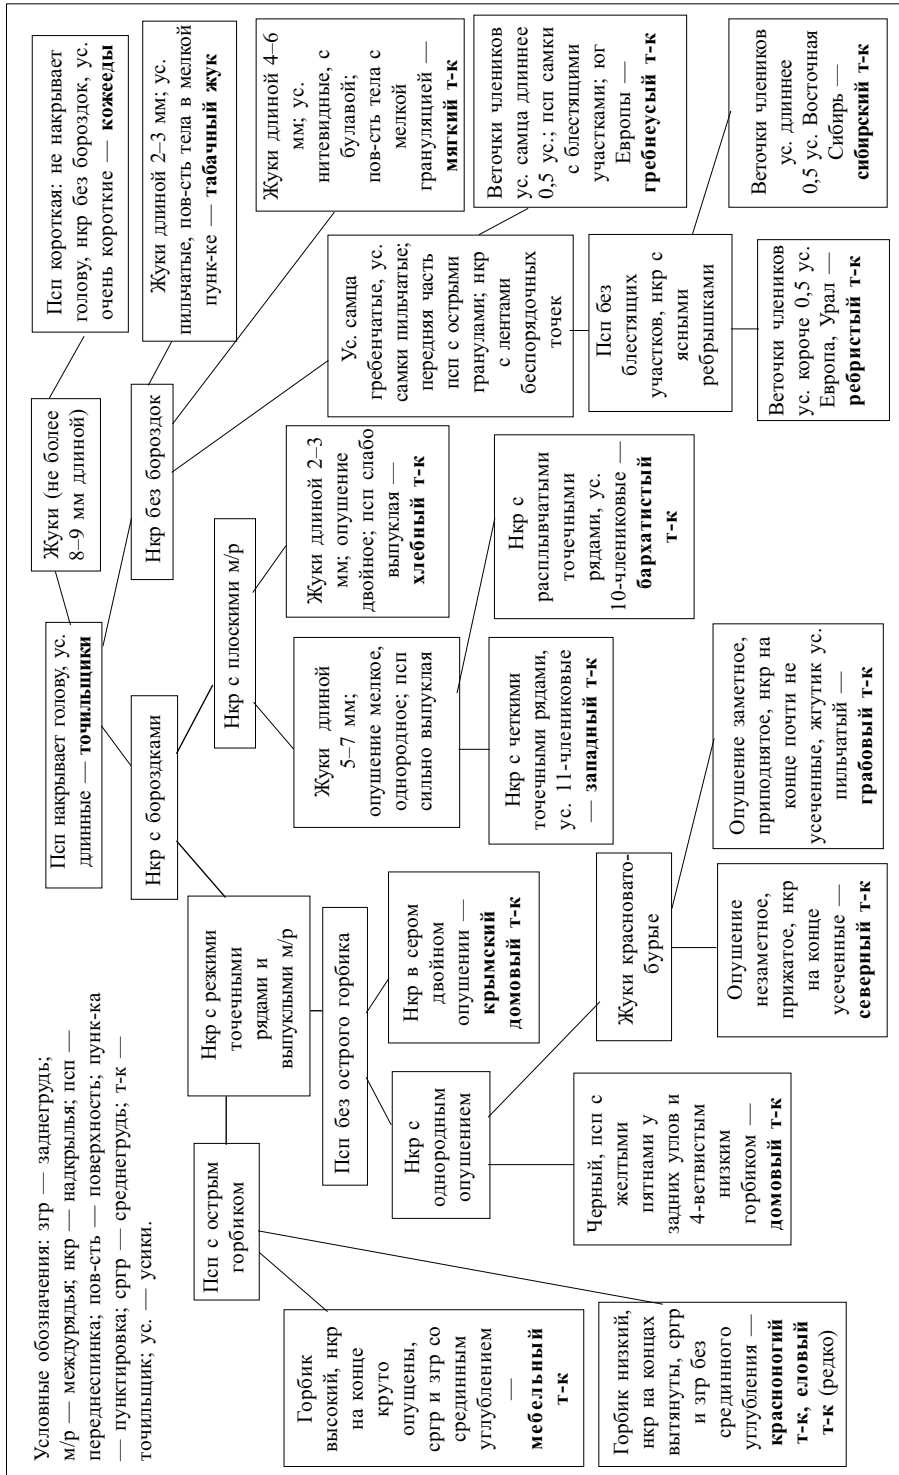 Условные обозначения: згр — заднегрудь;
м/р — междурядья; нкр — надкрылья; псп —
переднеспинка; пов-сть — поверхность; пунк-ка
— пунктировка; сргр — среднегрудь; т-к —
точильщик; ус. — усики.
Жуки (не более
8–9 мм длиной)
Псп короткая: не накрывает
голову, нкр без бороздок, ус.
очень короткие — кожееды
Псп накрывает голову, ус.
длинные — точильщики
Нкр без бороздок
Жуки длиной 2–3 мм; ус.
пильчатые, пов-сть тела в мелкой
пунк-ке — табачный жук
Жуки длиной 4–6
мм; ус.
нитевидные, с
булавой;
пов-сть тела с
мелкой
грануляцией —
мягкий т-к
Ус. самца
гребенчатые, ус.
самки пильчатые;
передняя часть
псп с острыми
гранулами; нкр
с лентами
беспорядочных
точек
Веточки члеников
ус. самца длиннее
0,5 ус.; псп самки
с блестящими
участками; юг
Европы —
гребнеусый т-к
Псп без
блестящих
участков, нкр с
ясными
ребрышками
Веточки члеников
ус. длиннее
0,5 ус. Восточная
Сибирь —
сибирский т-к
Веточки члеников
ус. короче 0,5 ус.
Европа, Урал —
ребристый т-к
Нкр с бороздками
Нкр с плоскими м/р
Жуки длиной 2–3
мм; опушение
двойное; псп слабо
выпуклая —
хлебный т-к
Жуки длиной
5–7 мм;
опушение мелкое,
однородное; псп
сильно выпуклая
Нкр с
расплывчатыми
точечными
рядами, ус.
10-члениковые —
бархатистый
т-к
Нкр с четкими
точечными рядами,
ус. 11-члениковые
— западный т-к
Нкр с резкими
точечными
рядами и
выпуклыми м/р
Псп без острого горбика
Нкр в сером
двойном
опушении —
крымский
домовый т-к
Нкр с
однородным
опушением
Жуки красновато-
бурые
Опушение заметное,
приподнятое, нкр на
конце почти не
усеченные, жгутик ус.
пильчатый —
грабовый т-к
Опушение
незаметное,
прижатое, нкр
на конце
усеченные —
северный т-к
Черный, псп с
желтыми
пятнами у
задних углов и
4-ветвистым
низким
горбиком —
домовый т-к
Псп с острым
горбиком
Горбик
высокий, нкр
на конце
круто
опущены,
сргр и згр со
срединным
углублением
—
мебельный
т-к
Горбик низкий,
нкр на концах
вытянуты, сргр
и згр без
срединного
углубления —
красноногий
т-к, еловый
т-к (редко)